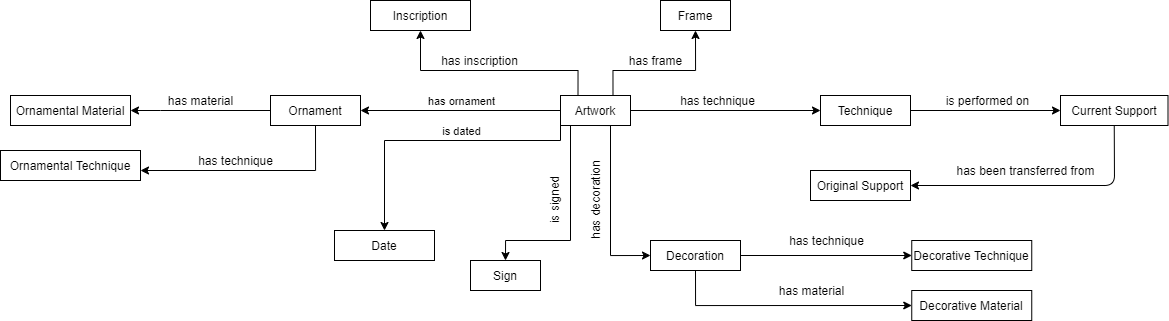 Inscription
Frame
has inscription
has frame
Ornamental Material
has material
Ornament
has ornament
Artwork
has technique
Technique
is performed on
Current Support
is dated
Ornamental Technique
has technique
has been transferred from
Original Support
is signed
has decoration
Date
Sign
Decoration
has technique
Decorative Technique
has material
Decorative Material